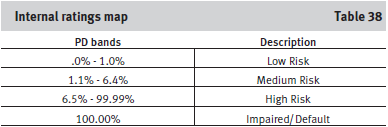 Internal ratings map Table 38
PD bands Description
.0% - 1.0% Low Risk
1.1% - 6.4% Medium Risk
6.5% - 99.99% High Risk
100.00% Impaired/Default